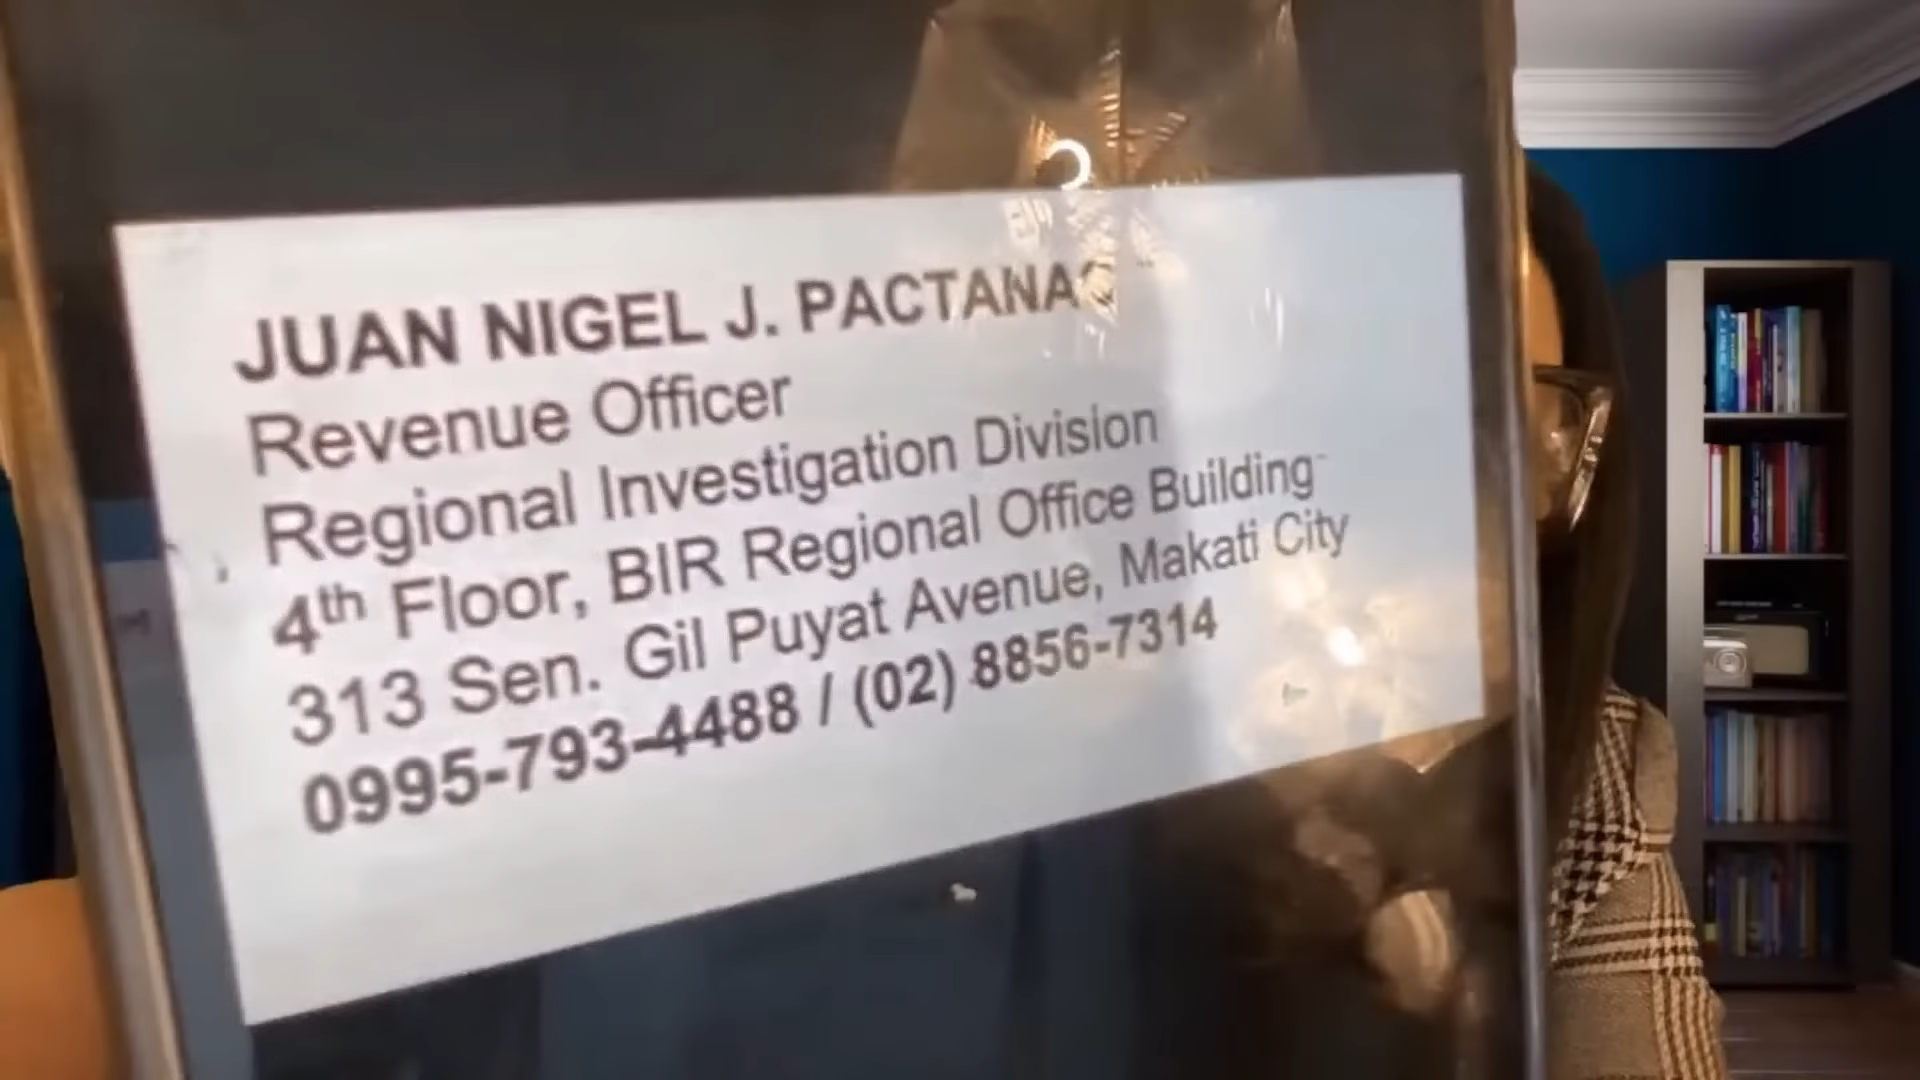 JUAN NIGEL J.
Revenue Officer
Regional Investigation Division
4th Floor, BIR Regional Office Building
313 Sen. Gil Puyat Avenue, Makati City
0995-793-4488 / (02) 8856-7314